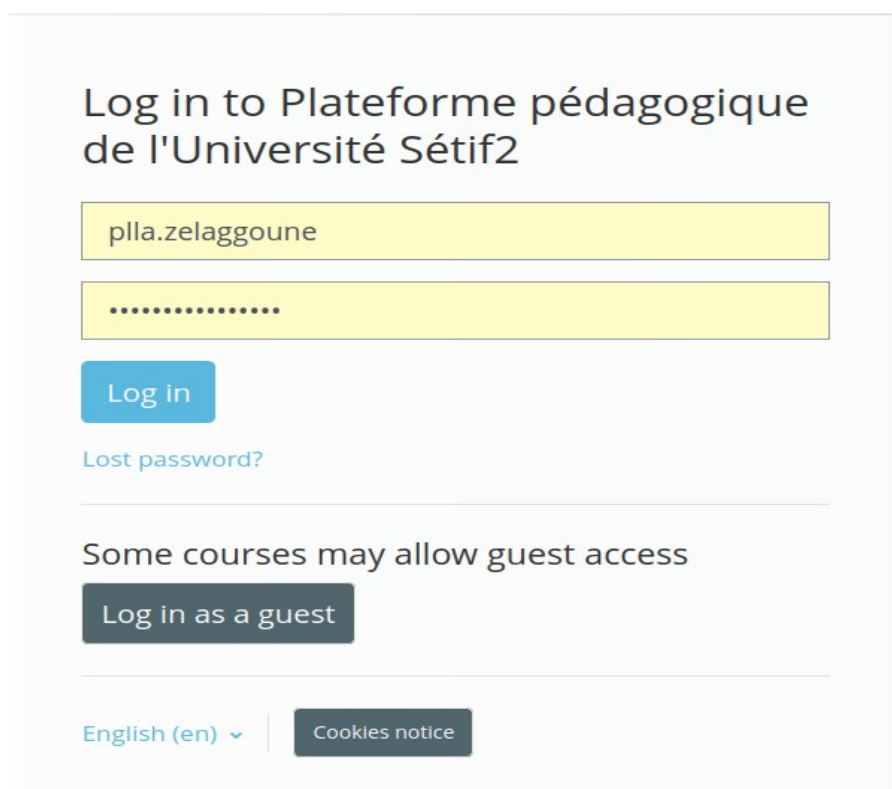 Log in to Plateforme pédagogique
de l'Université Sétif2
plla.zelaggoune
••••••••••••••••
Log in
Lost password?
Some courses may allow guest access
Log in as a guest
English (en)
Cookies notice